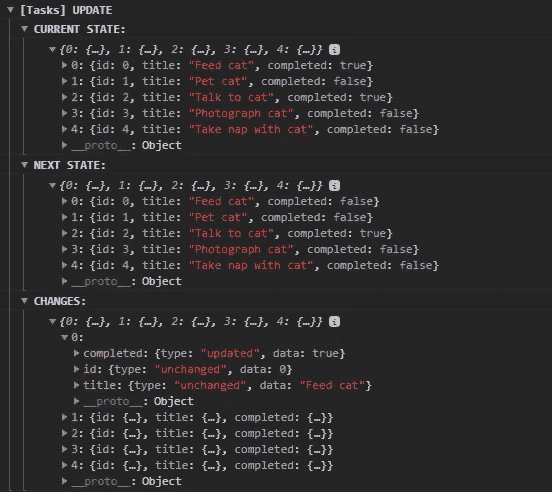 ▼ [Tasks] UPDATE
▼ CURRENT STATE:
▼ {0: {…}, 1: {…}, 2: {…}, 3: {…}, 4: {…}} i
▶ 0: {id: 0, title: "Feed cat", completed: true}
▶ 1: {id: 1, title: "Pet cat", completed: false}
▶ 2: {id: 2, title: "Talk to cat", completed: true}
▶ 3: {id: 3, title: "Photograph cat", completed: false}
▶ 4: {id: 4, title: "Take nap with cat", completed: false}
▶ __proto__: Object
▼ NEXT STATE:
▼ {0: {…}, 1: {…}, 2: {…}, 3: {…}, 4: {…}} i
▶ 0: {id: 0, title: "Feed cat", completed: false}
▶ 1: {id: 1, title: "Pet cat", completed: false}
▶ 2: {id: 2, title: "Talk to cat", completed: true}
▶ 3: {id: 3, title: "Photograph cat", completed: false}
▶ 4: {id: 4, title: "Take nap with cat", completed: false}
▶ __proto__: Object
▼ CHANGES:
▼ {0: {…}, 1: {…}, 2: {…}, 3: {…}, 4: {…}} i
▼ 0:
▶ completed: {type: "updated", data: true}
▶ id: {type: "unchanged", data: 0}
▶ title: {type: "unchanged", data: "Feed cat"}
▶ __proto__: Object
▶ 1: {id: {…}, title: {…}, completed: {…}}
▶ 2: {id: {…}, title: {…}, completed: {…}}
▶ 3: {id: {…}, title: {…}, completed: {…}}
▶ 4: {id: {…}, title: {…}, completed: {…}}
▶ __proto__: Object